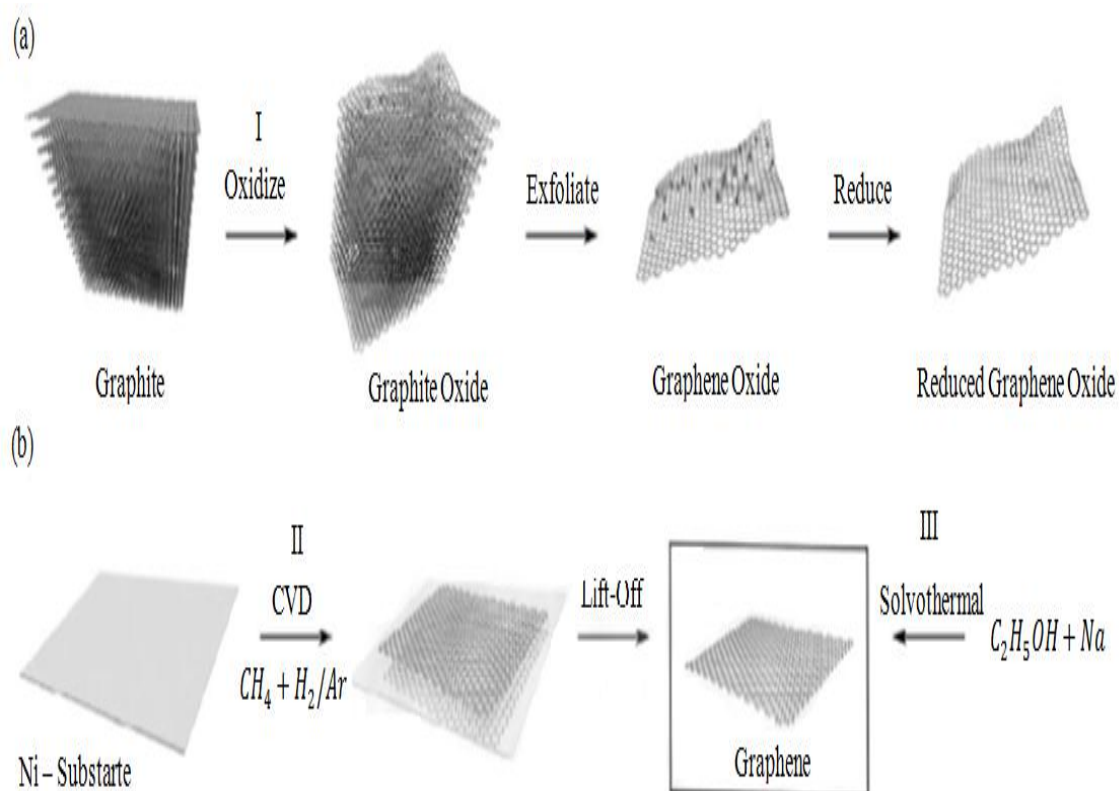 (a)
I
Oxidize
Exfoliate
Reduce
Graphite
Graphite Oxide
Graphene Oxide
Reduced Graphene Oxide
(b)
II
CVD
CH₄ + H₂/Ar
Lift-Off
III
Solvothermal
C₂H₅OH + Na
Ni – Substarte
Graphene